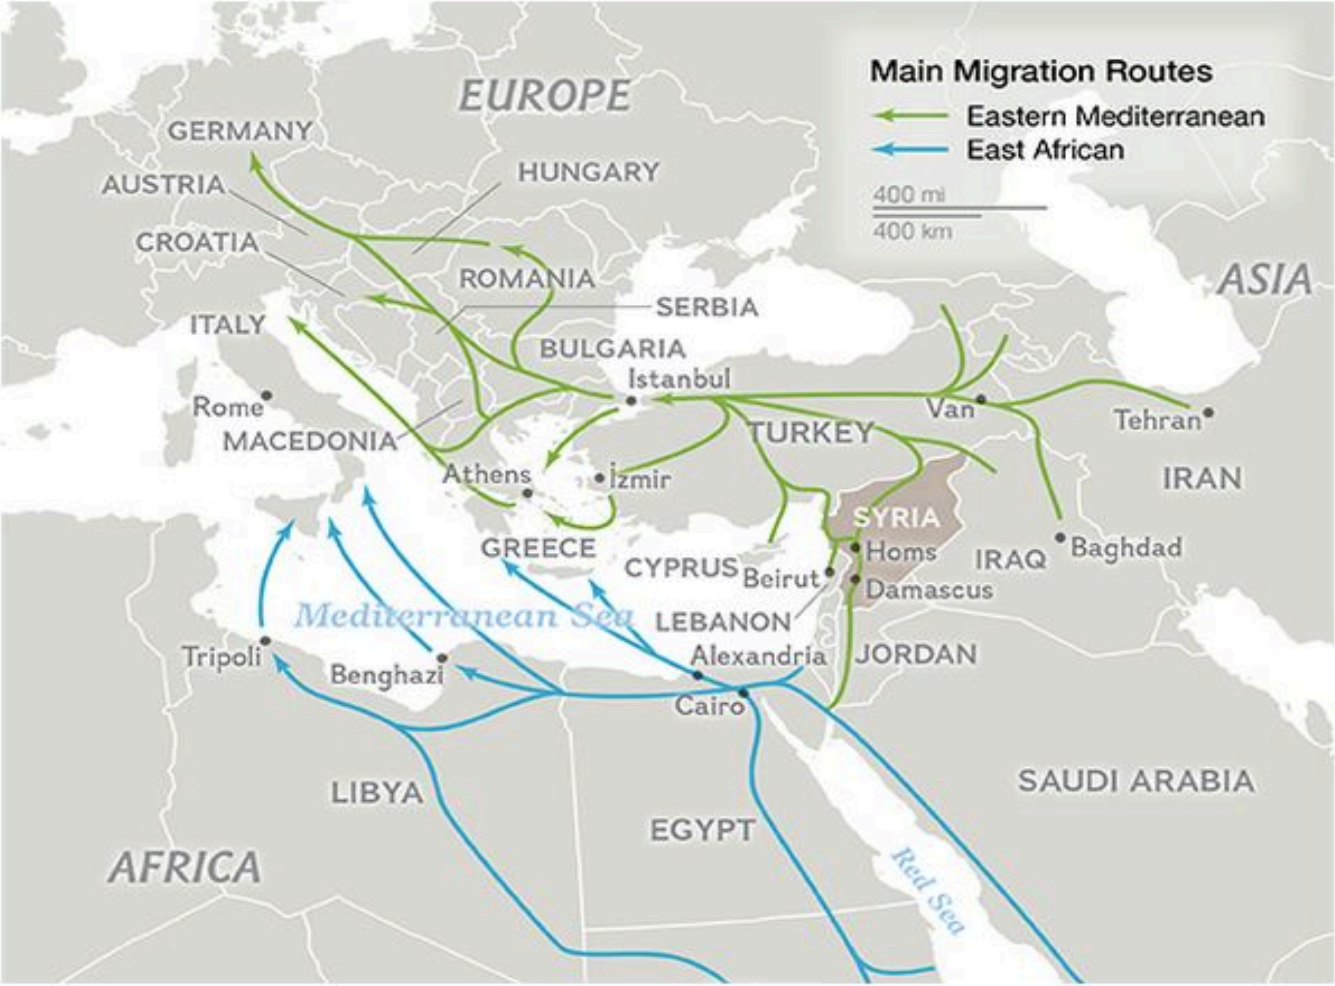 EUROPE
Main Migration Routes
Eastern Mediterranean
East African
400 mi
400 km
GERMANY
AUSTRIA
HUNGARY
CROATIA
ROMANIA
ASIA
SERBIA
ITALY
BULGARIA
Istanbul
Rome
Van
Tehran
MACEDONIA
TURKEY
Athens
İzmir
IRAN
SYRIA
GREECE
Homs
IRAQ
Baghdad
CYPRUS
Beirut
Damascus
Mediterranean Sea
LEBANON
Tripoli
Benghazi
Alexandria
JORDAN
Cairo
LIBYA
SAUDI ARABIA
EGYPT
AFRICA
Red Sea